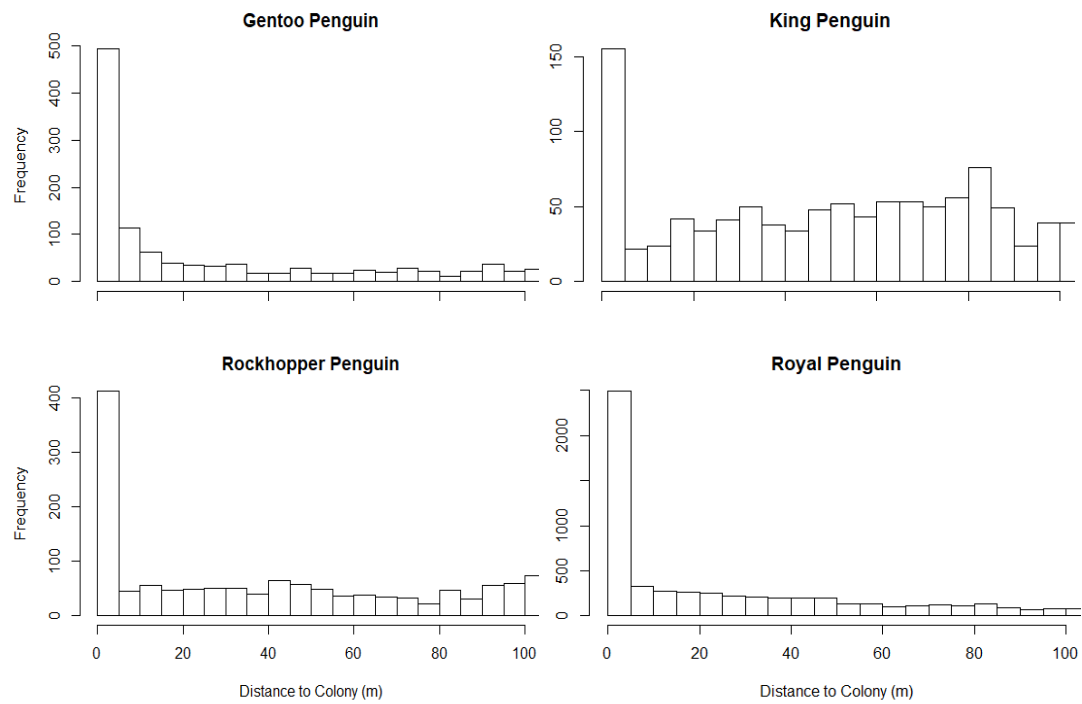 Gentoo Penguin
King Penguin
Frequency
0 100 200 300 400 500
0 50 100 150
Rockhopper Penguin
Royal Penguin
Frequency
0 100 200 300 400
0 500 1000 2000
0 20 40 60 80 100
0 20 40 60 80 100
Distance to Colony (m)
Distance to Colony (m)